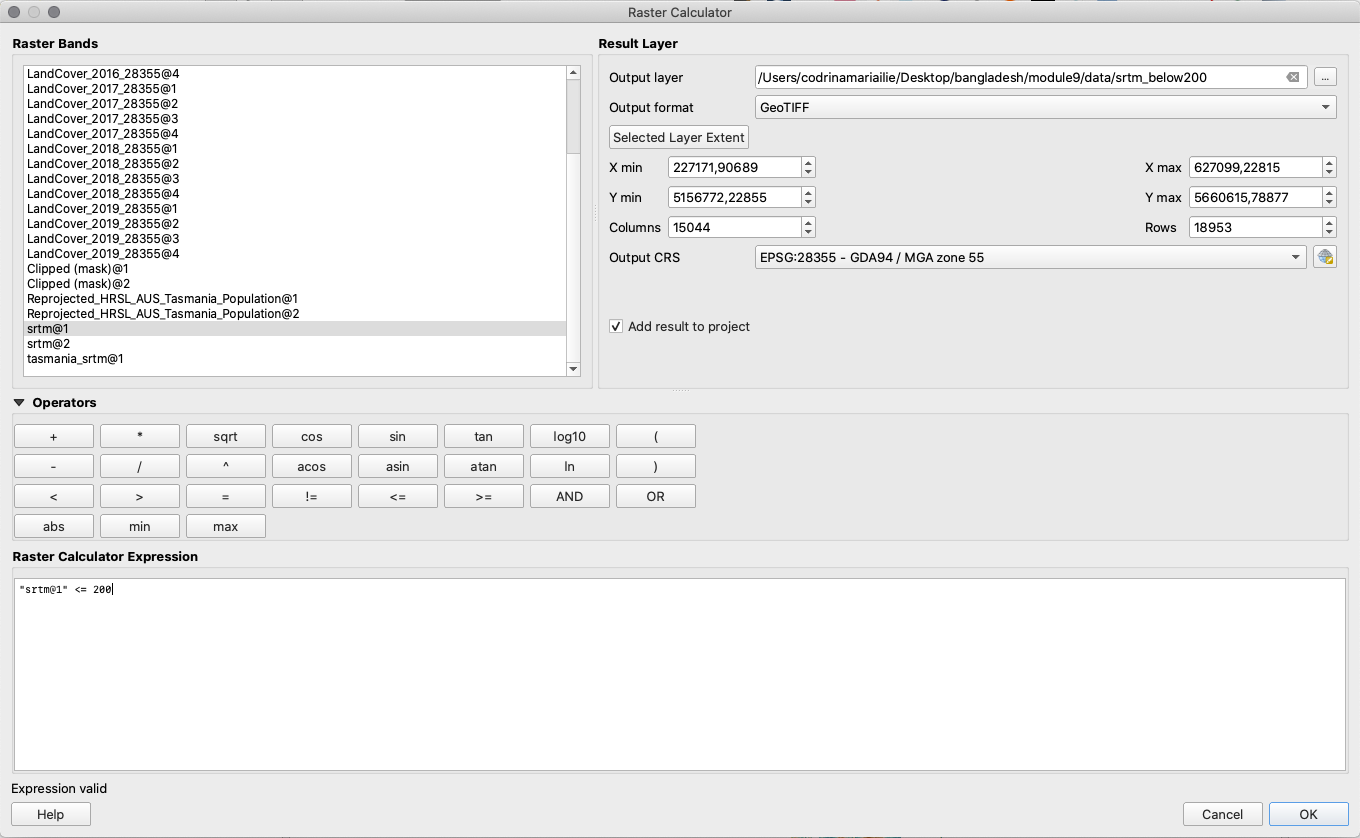 Raster Calculator
Raster Bands
LandCover_2016_28355@4
LandCover_2017_28355@1
LandCover_2017_28355@2
LandCover_2017_28355@3
LandCover_2017_28355@4
LandCover_2018_28355@1
LandCover_2018_28355@2
LandCover_2018_28355@3
LandCover_2018_28355@4
LandCover_2019_28355@1
LandCover_2019_28355@2
LandCover_2019_28355@3
LandCover_2019_28355@4
Clipped (mask)@1
Clipped (mask)@2
Reprojected_HRSL_AUS_Tasmania_Population@1
Reprojected_HRSL_AUS_Tasmania_Population@2
srtm@1
srtm@2
tasmania_srtm@1
Result Layer
Output layer /Users/codrinamariailie/Desktop/bangladesh/module9/data/srtm_below200 ...
Output format GeoTIFF
Selected Layer Extent
X min 227171,90689 X max 627099,22815
Y min 5156772,22855 Y max 5660615,78877
Columns 15044 Rows 18953
Output CRS EPSG:28355 - GDA94 / MGA zone 55
Add result to project
Operators
+ * sqrt cos sin tan log10 (
- / ^ acos asin atan ln )
< > = != <= >= AND OR
abs min max
Raster Calculator Expression
"srtm@1" <= 200
Expression valid
Help Cancel OK